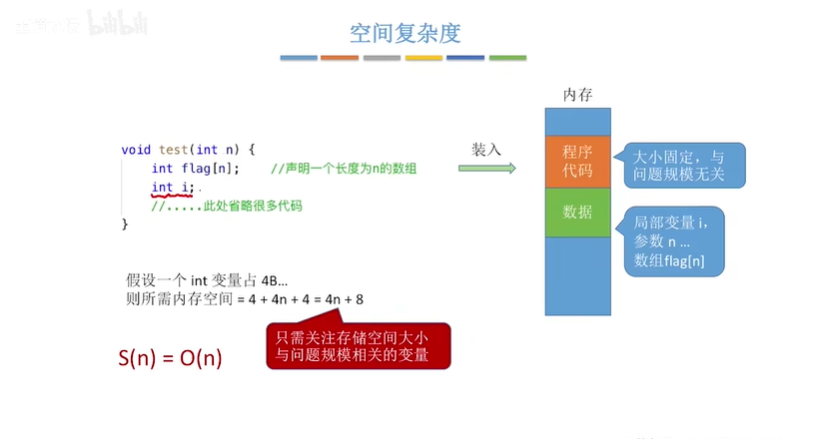 空间复杂度
void test(int n) {
int flag[n]; //声明一个长度为n的数组
int i;
//.....此处省略很多代码
}
装入
内存
程序
代码
数据
大小固定，与
问题规模无关
局部变量 i，
参数 n ...
数组flag[n]
假设一个 int 变量占 4B...
则所需内存空间 = 4 + 4n + 4 = 4n + 8
只需关注存储空间大小
与问题规模相关的变量
S(n) = O(n)